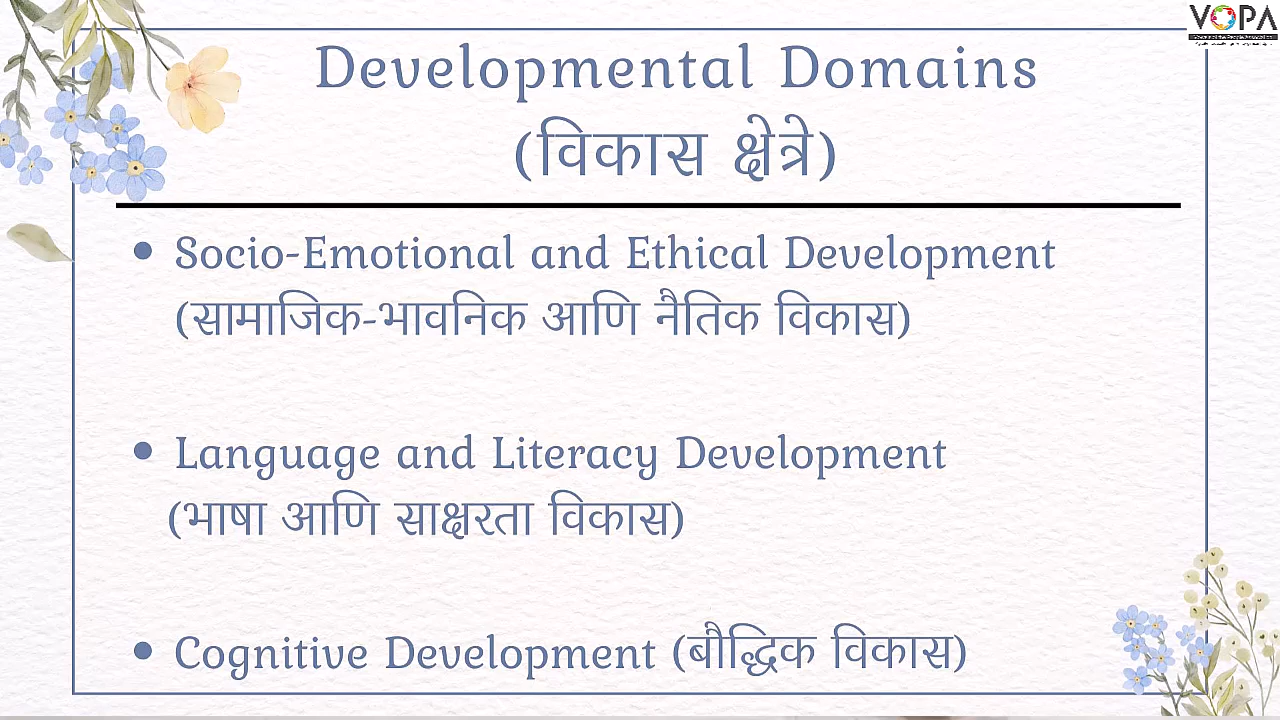 VOPA
Developmental Domains
(विकास क्षेत्रे)
• Socio-Emotional and Ethical Development
(सामाजिक-भावनिक आणि नैतिक विकास)
• Language and Literacy Development
(भाषा आणि साक्षरता विकास)
• Cognitive Development (बौद्धिक विकास)